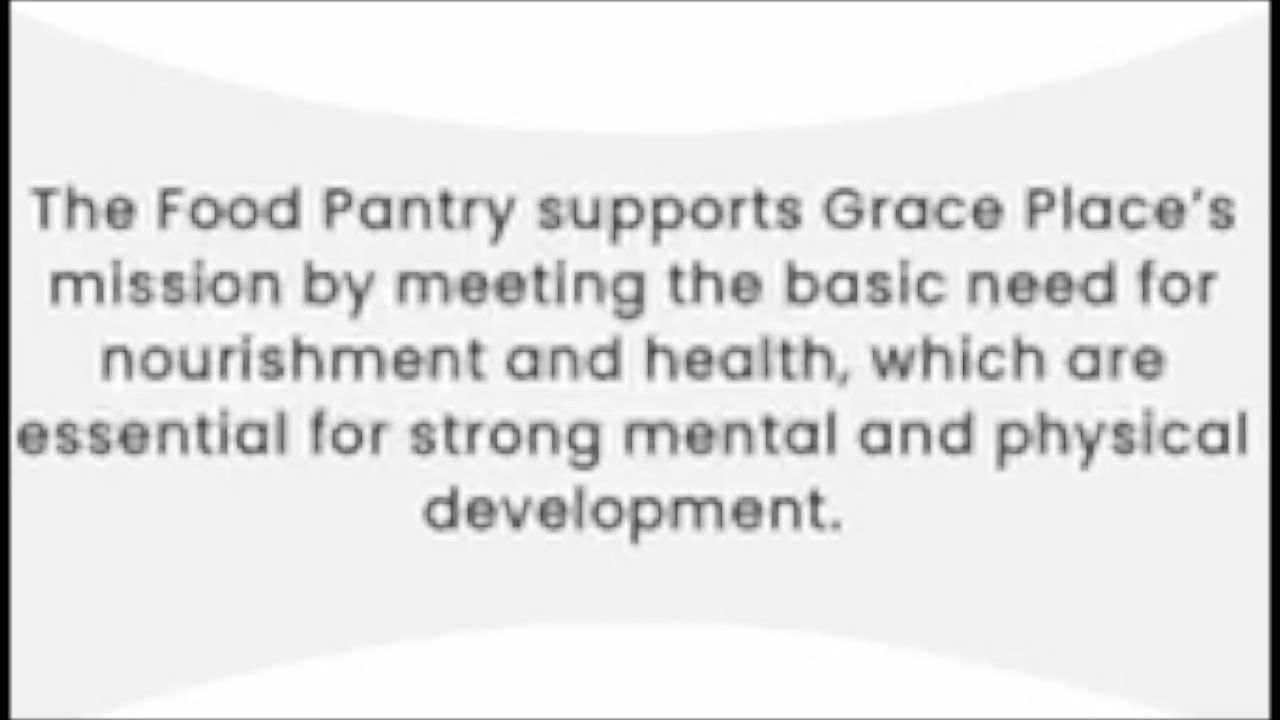 The Food Pantry supports Grace Place’s
mission by meeting the basic need for
nourishment and health, which are
essential for strong mental and physical
development.